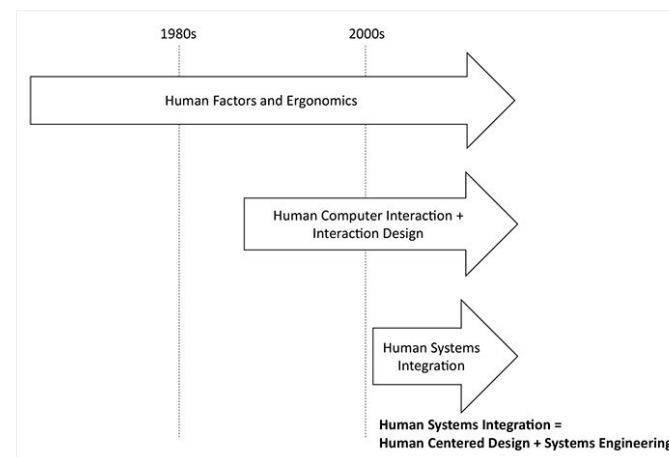 1980s
2000s
Human Factors and Ergonomics
Human Computer Interaction +
Interaction Design
Human Systems
Integration
Human Systems Integration =
Human Centered Design + Systems Engineering